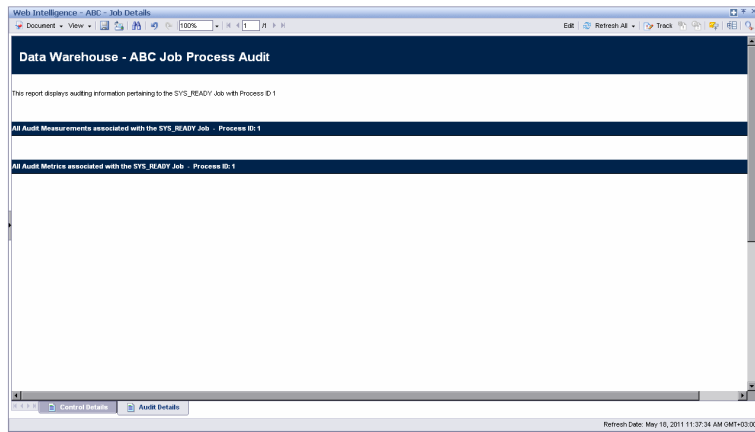 Web Intelligence - ABC - Job Details
Document View 100% 1 /1 Edit Refresh All Track
Data Warehouse - ABC Job Process Audit
This report displays auditing information pertaining to the SYS_READY Job with Process ID 1
All Audit Measurements associated with the SYS_READY Job - Process ID: 1
All Audit Metrics associated with the SYS_READY Job - Process ID: 1
Control Details Audit Details
Refresh Date: May 18, 2011 11:37:34 AM GMT+03:00